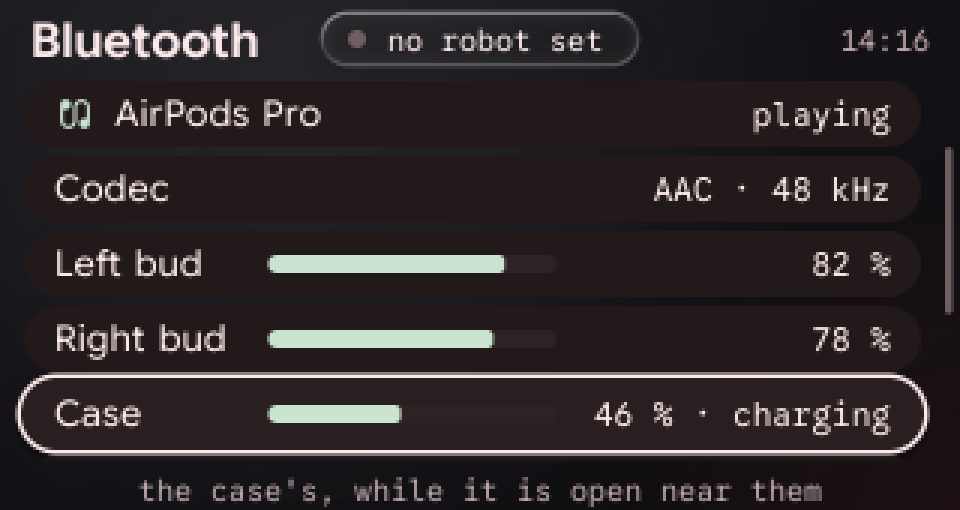 Bluetooth no robot set 14:16
AirPods Pro playing
Codec AAC · 48 kHz
Left bud 82 %
Right bud 78 %
Case 46 % · charging
the case's, while it is open near them